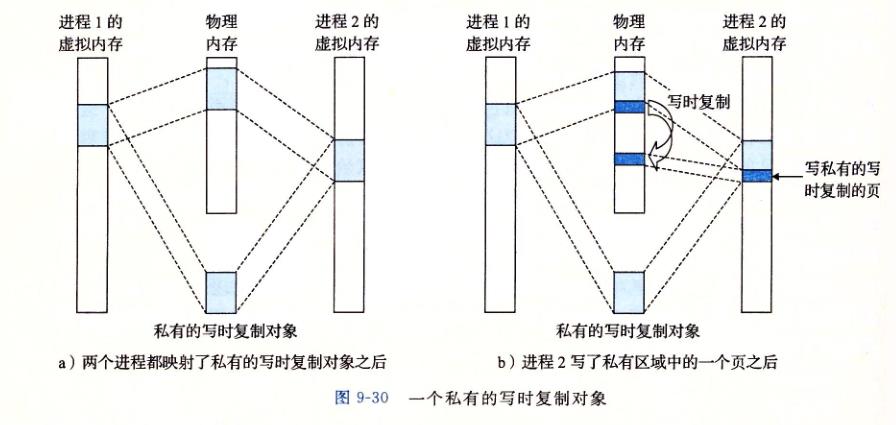 进程 1 的
虚拟内存
物理
内存
进程 2 的
虚拟内存
私有的写时复制对象
a）两个进程都映射了私有的写时复制对象之后
进程 1 的
虚拟内存
物理
内存
进程 2 的
虚拟内存
写时复制
写私有的写
时复制的页
私有的写时复制对象
b）进程 2 写了私有区域中的一个页之后
图 9-30 一个私有的写时复制对象